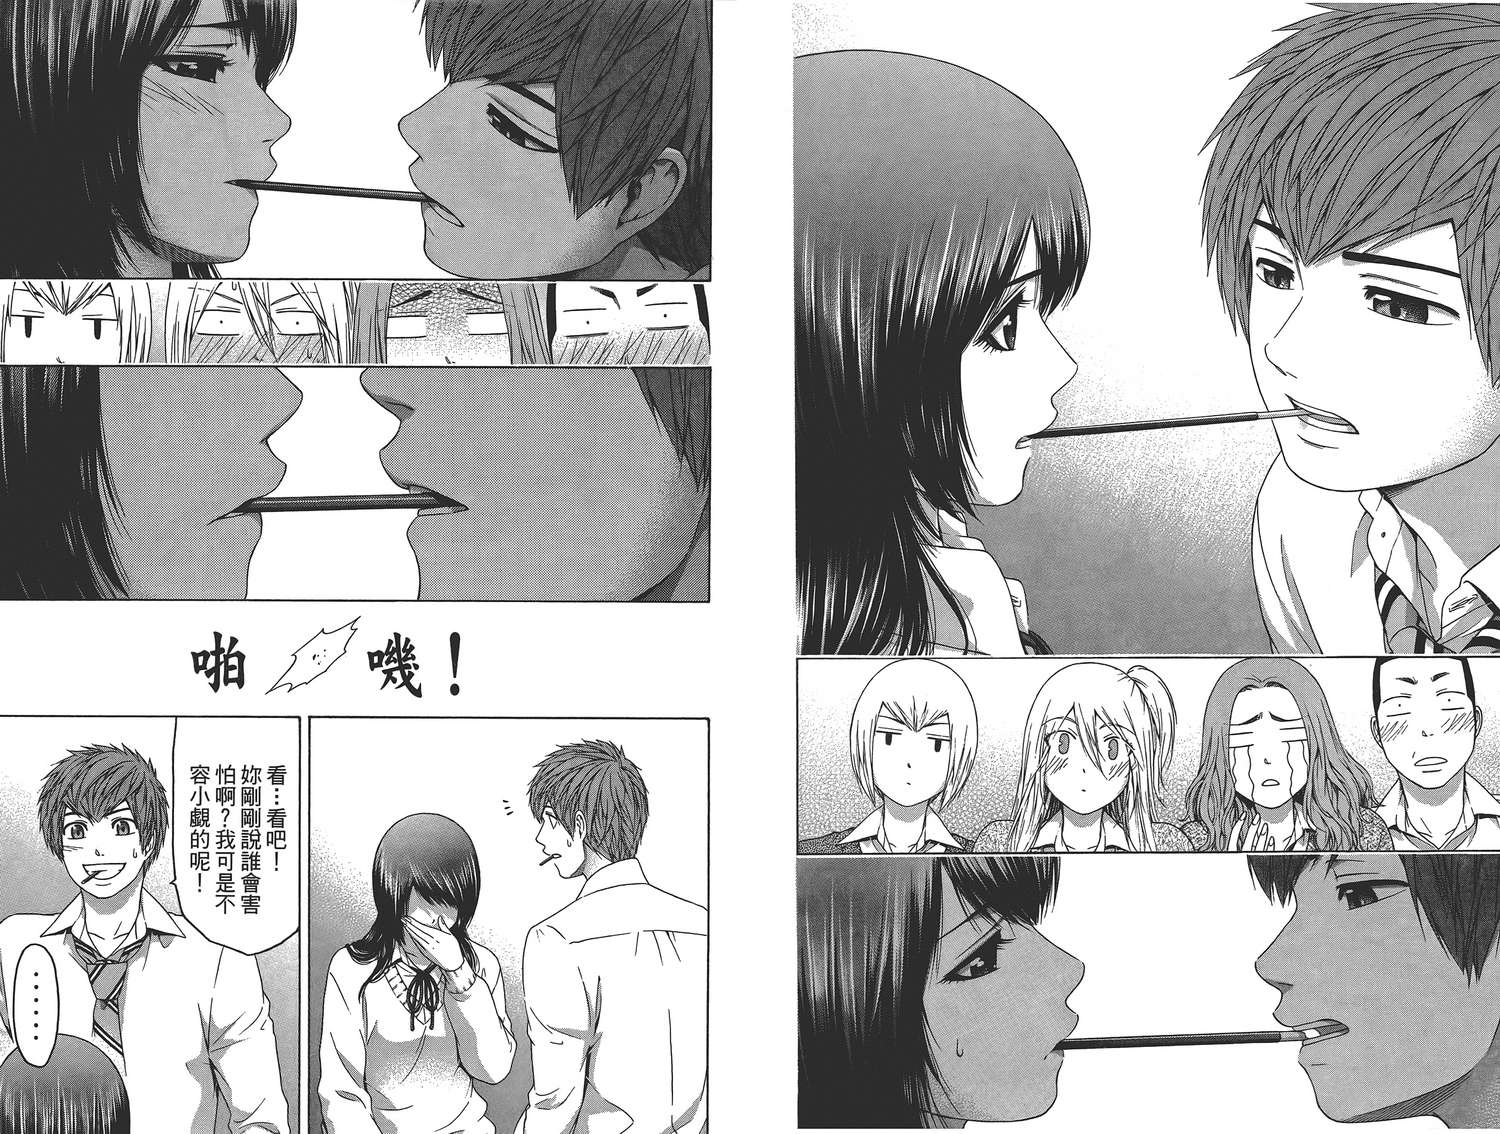 啪嘰！
看…看吧！
妳剛剛說誰會害
怕啊？我可是不
容小覷的呢！
……